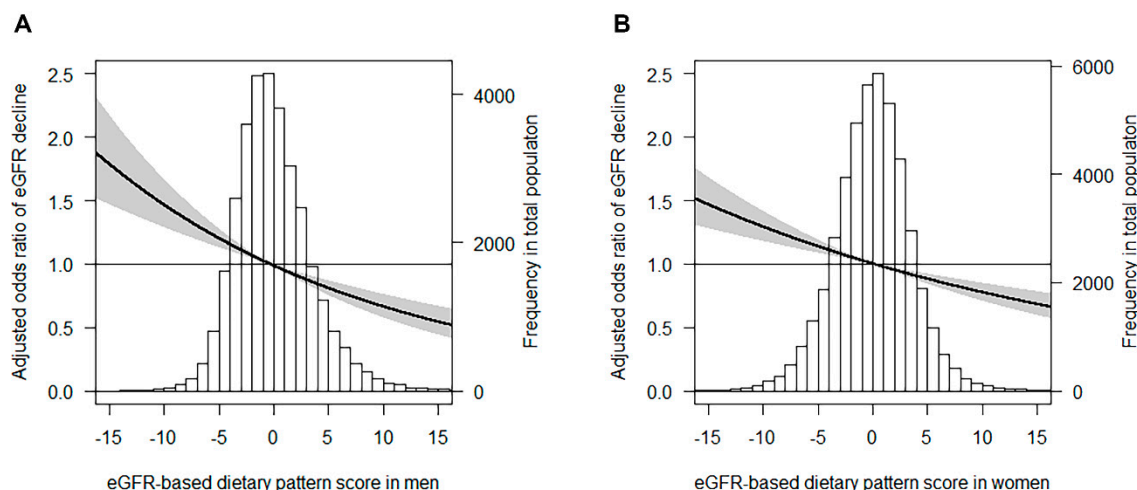 A
B
Adjusted odds ratio of eGFR decline
2.5
2.0
1.5
1.0
0.5
0.0
4000
2000
0
Frequency in total populaton
-15 -10 -5 0 5 10 15
eGFR-based dietary pattern score in men
Adjusted odds ratio of eGFR decline
2.5
2.0
1.5
1.0
0.5
0.0
6000
4000
2000
0
Frequency in total populaton
-15 -10 -5 0 5 10 15
eGFR-based dietary pattern score in women